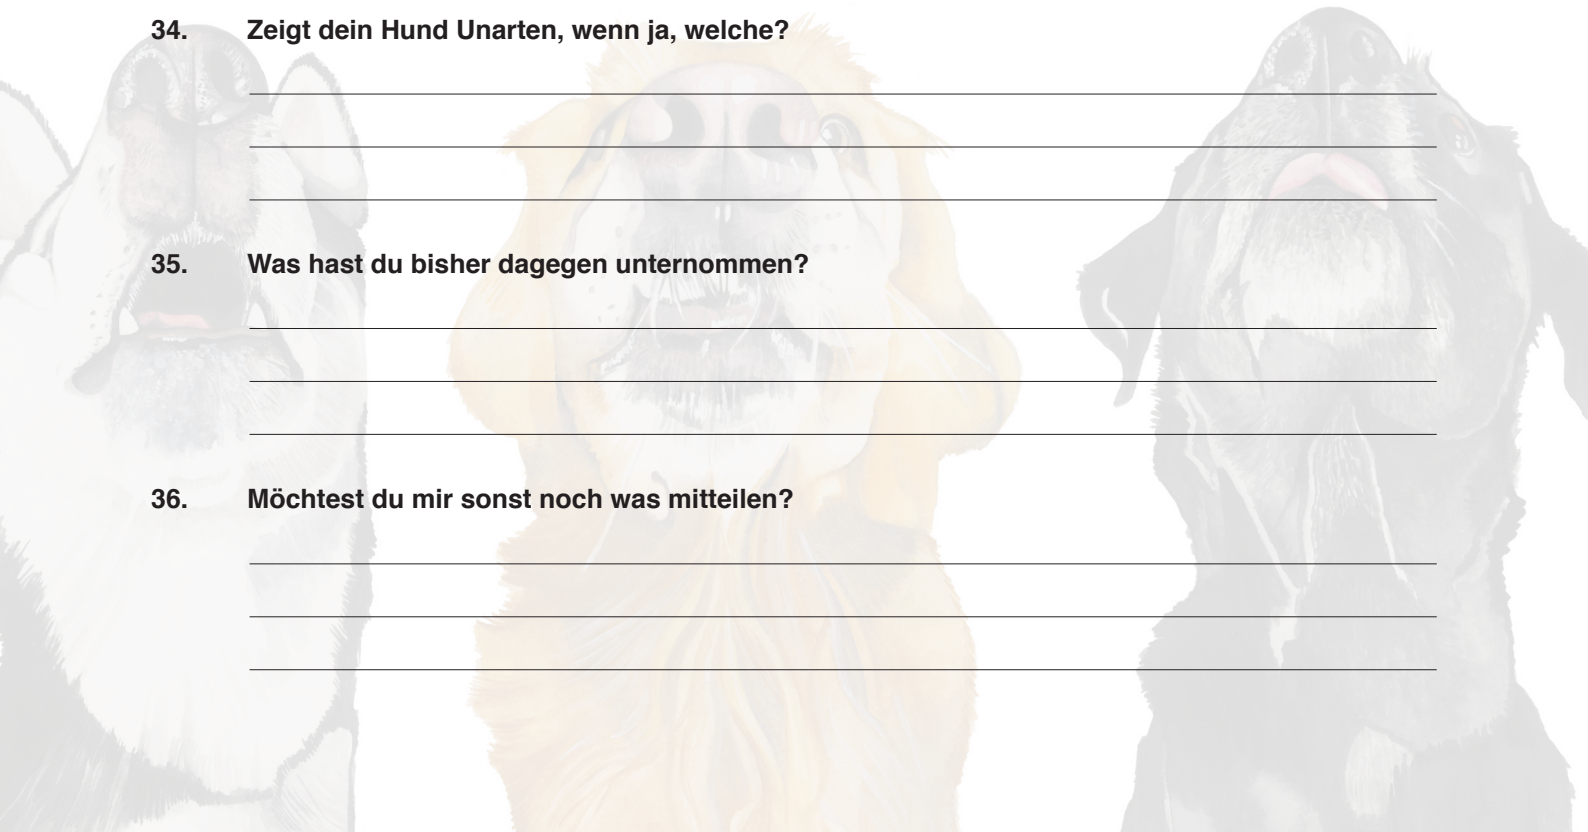 34. Zeigt dein Hund Unarten, wenn ja, welche?
35. Was hast du bisher dagegen unternommen?
36. Möchtest du mir sonst noch was mitteilen?